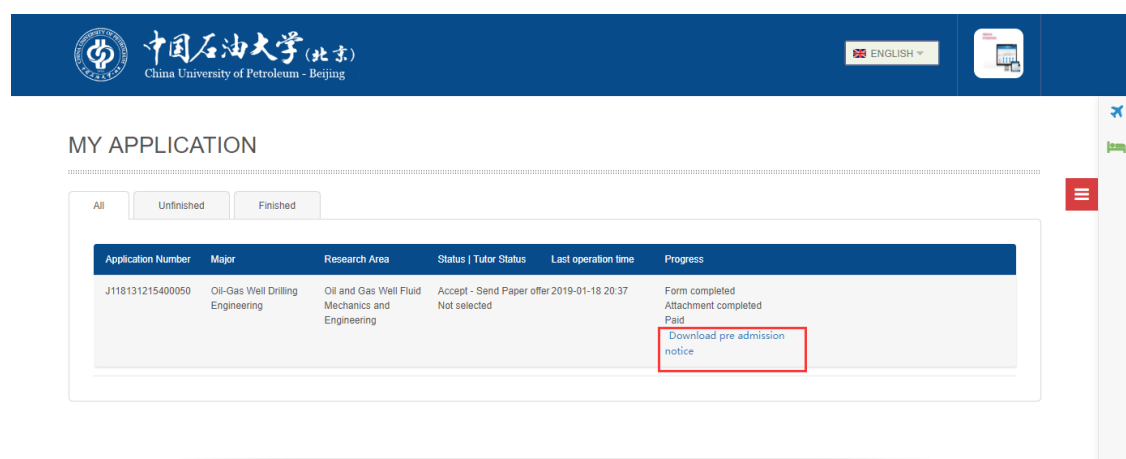 中国石油大学(北京)
China University of Petroleum - Beijing
ENGLISH
MY APPLICATION
All Unfinished Finished
Application Number Major Research Area Status | Tutor Status Last operation time Progress
J118131215400050 Oil-Gas Well Drilling Oil and Gas Well Fluid Accept - Send Paper offer 2019-01-18 20:37 Form completed
Engineering Mechanics and Not selected Attachment completed
Engineering Paid
Download pre admission
notice